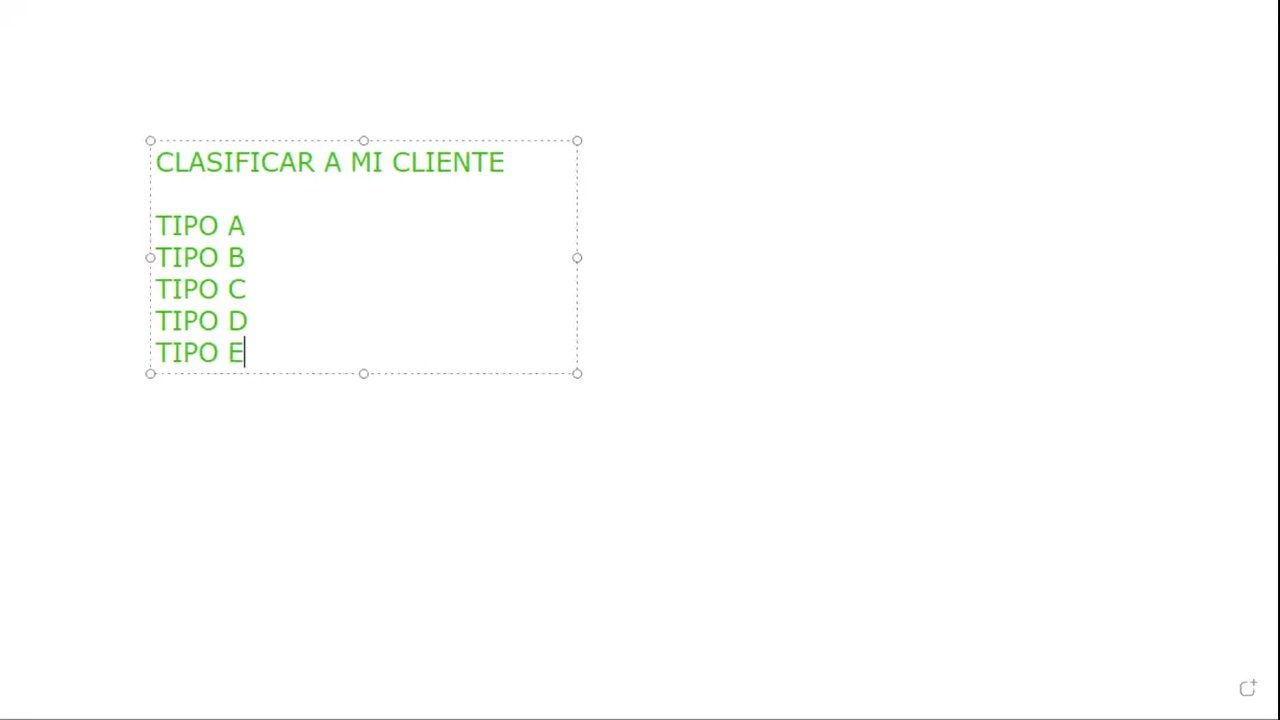 CLASIFICAR A MI CLIENTE
TIPO A
TIPO B
TIPO C
TIPO D
TIPO E